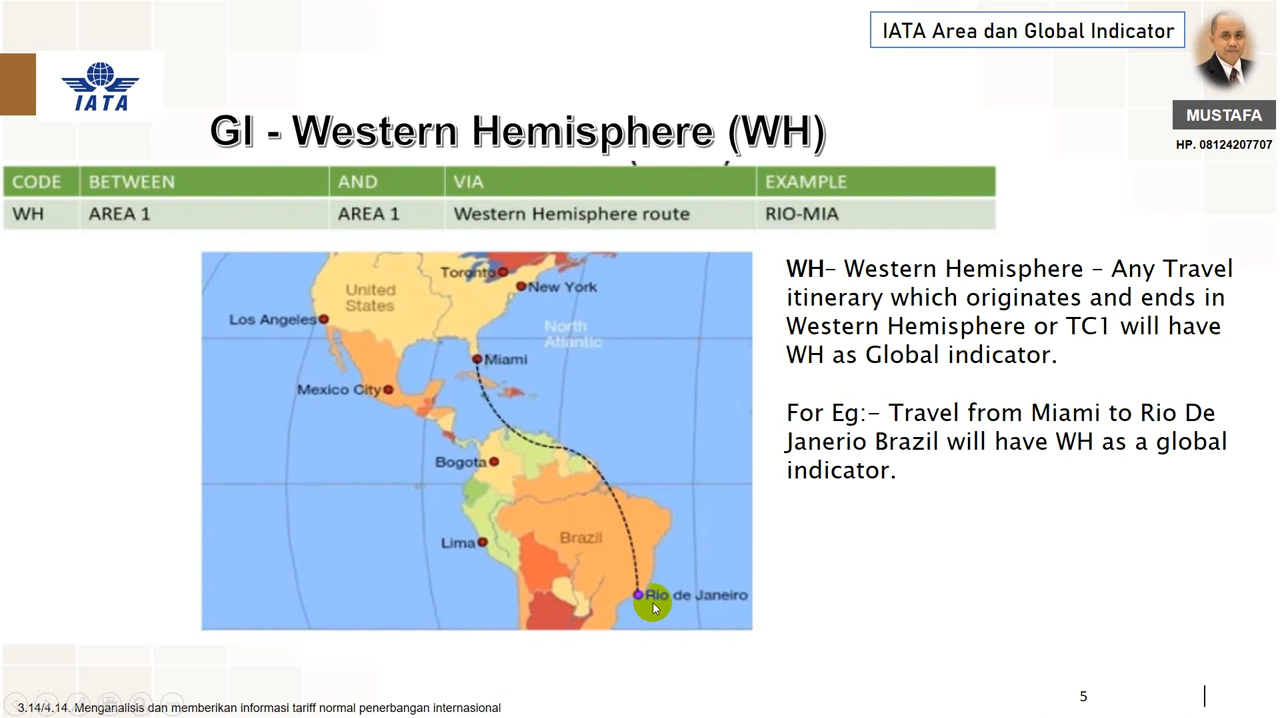 IATA Area dan Global Indicator
IATA
MUSTAFA
HP. 08124207707
GI - Western Hemisphere (WH)
CODE BETWEEN AND VIA EXAMPLE
WH AREA 1 AREA 1 Western Hemisphere route RIO-MIA
Toronto
New York
United
States
Los Angeles
North
Atlantic
Miami
Mexico City
Bogota
Lima
Brazil
Rio de Janeiro
WH– Western Hemisphere – Any Travel
itinerary which originates and ends in
Western Hemisphere or TC1 will have
WH as Global indicator.
For Eg:– Travel from Miami to Rio De
Janerio Brazil will have WH as a global
indicator.
3.14/4.14. Menganalisis dan memberikan informasi tariff normal penerbangan internasional
5